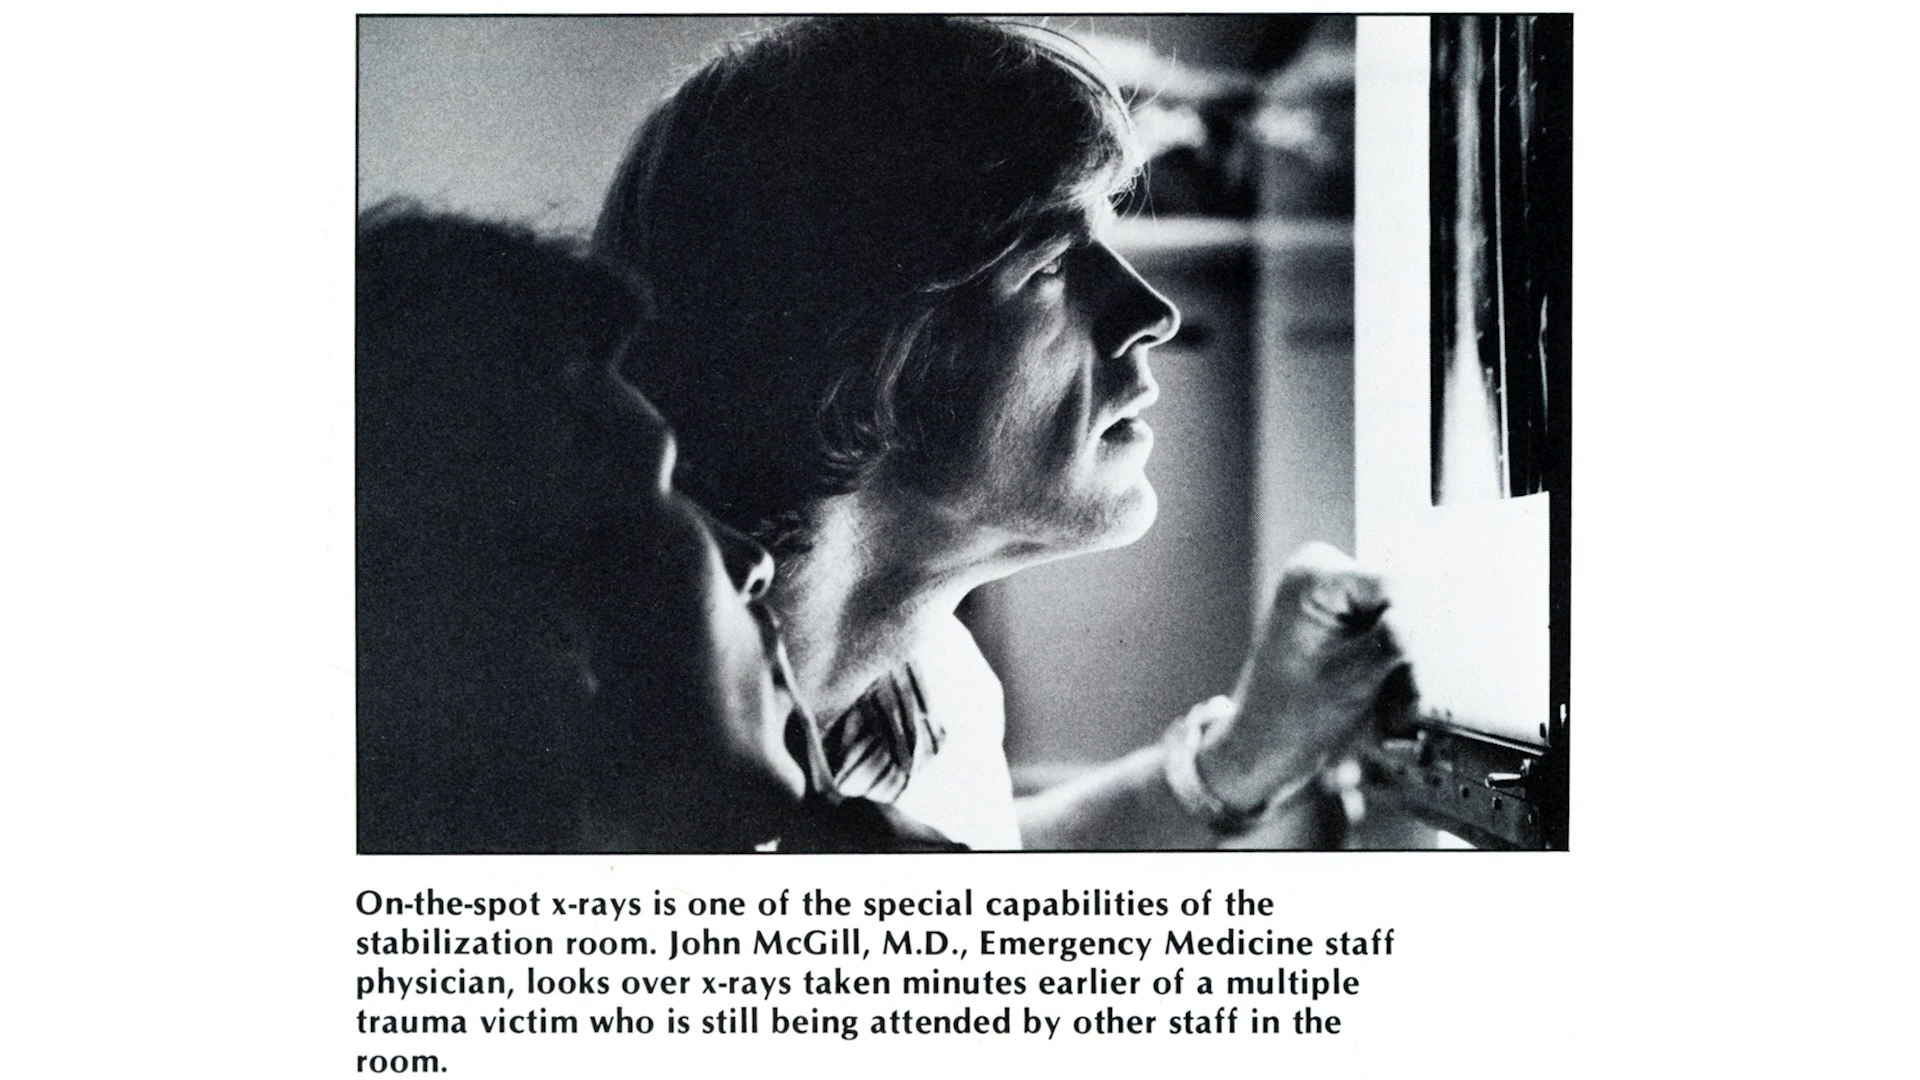 On-the-spot x-rays is one of the special capabilities of the
stabilization room. John McGill, M.D., Emergency Medicine staff
physician, looks over x-rays taken minutes earlier of a multiple
trauma victim who is still being attended by other staff in the
room.